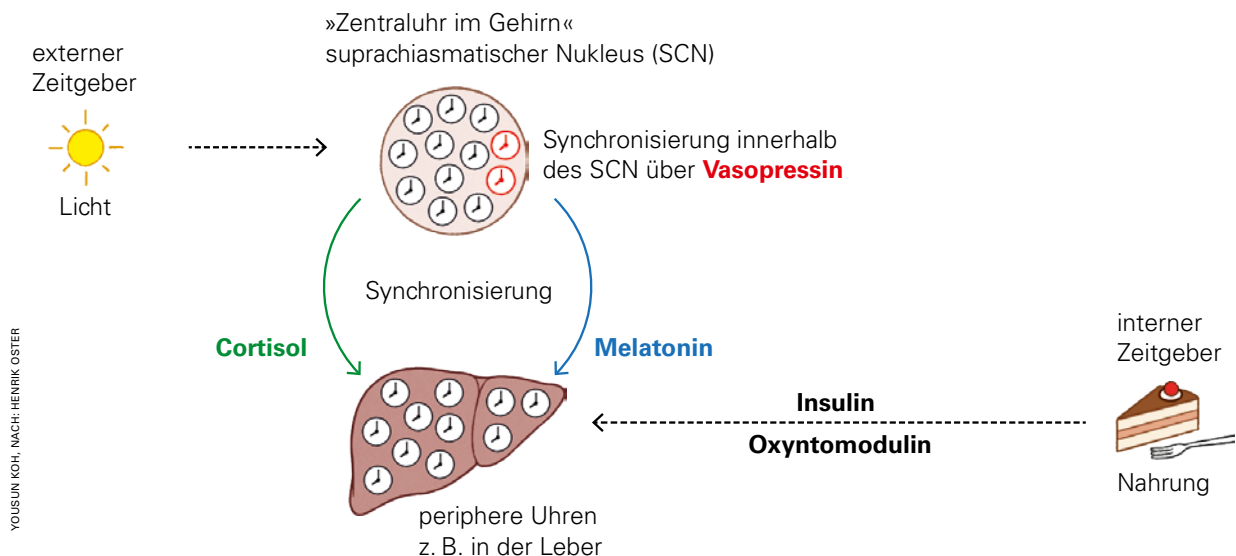 »Zentraluhr im Gehirn«
suprachiasmatischer Nukleus (SCN)
externer
Zeitgeber
Licht
Synchronisierung innerhalb
des SCN über Vasopressin
Synchronisierung
Cortisol
Melatonin
interner
Zeitgeber
Insulin
Oxyntomodulin
Nahrung
periphere Uhren
z. B. in der Leber
YOUSUN KOH, NACH: HENRIK OSTER